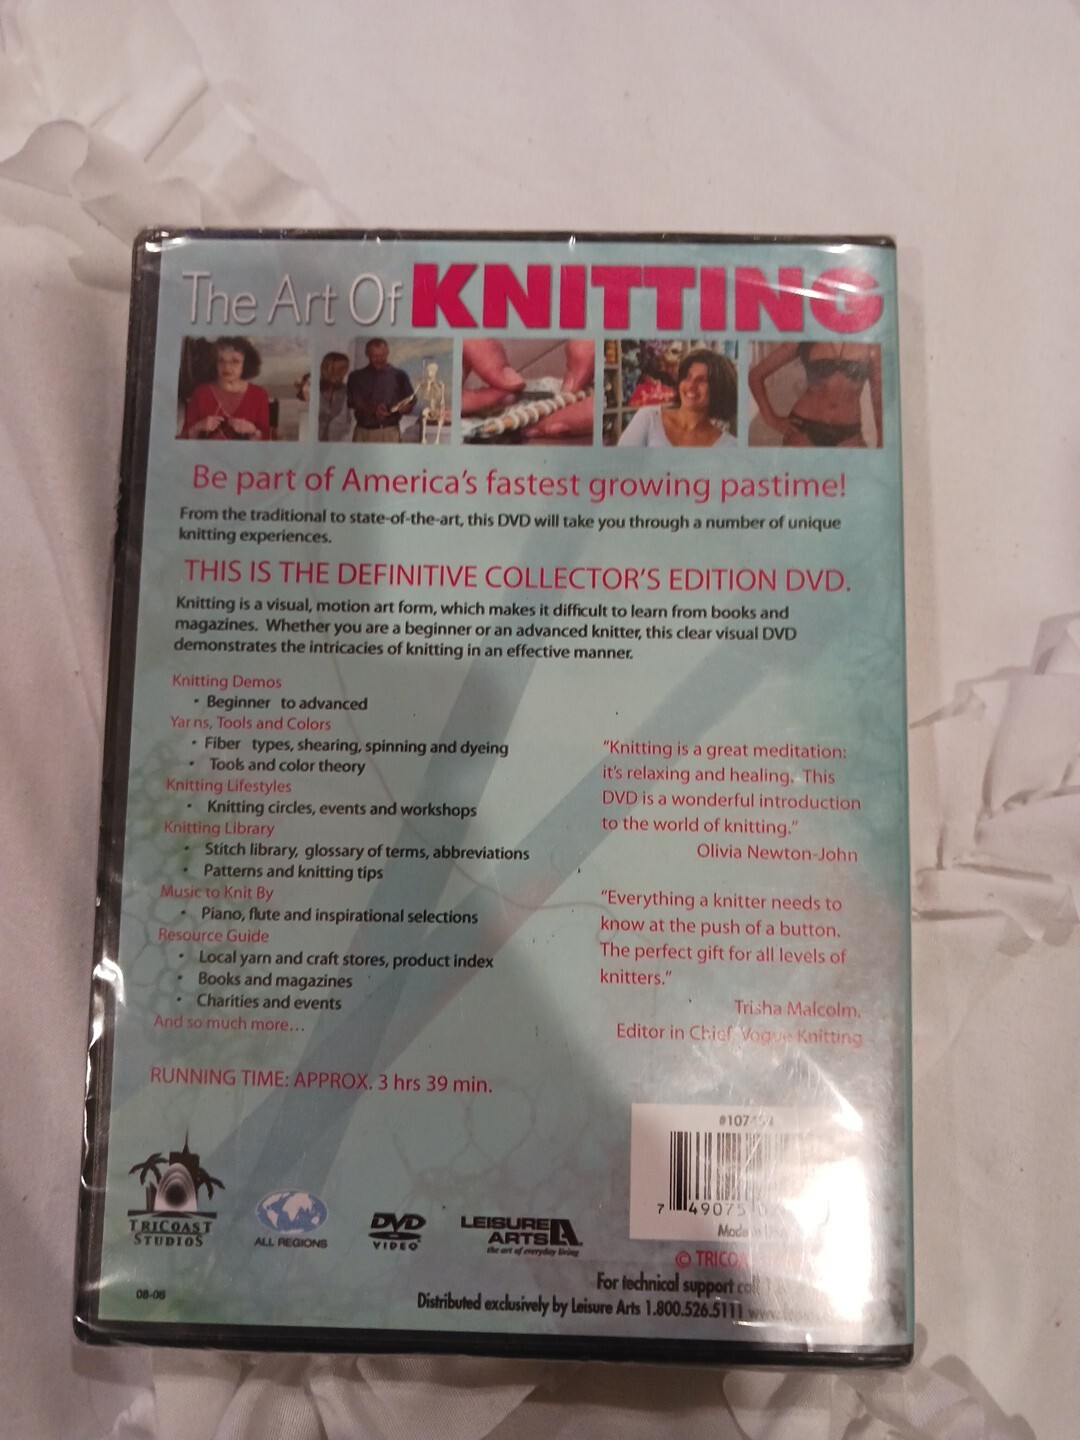 The Art Of KNITTING
Be part of America's fastest growing pastime!
From the traditional to state-of-the-art, this DVD will take you through a number of unique
knitting experiences.
THIS IS THE DEFINITIVE COLLECTOR'S EDITION DVD.
Knitting is a visual, motion art form, which makes it difficult to learn from books and
magazines. Whether you are a beginner or an advanced knitter, this clear visual DVD
demonstrates the intricacies of knitting in an effective manner.
Knitting Demos
• Beginner to advanced
Yarns, Tools and Colors
• Fiber types, shearing, spinning and dyeing
• Tools and color theory
Knitting Lifestyles
• Knitting circles, events and workshops
Knitting Library
• Stitch library, glossary of terms, abbreviations
• Patterns and knitting tips
Music to Knit By
• Piano, flute and inspirational selections
Resource Guide
• Local yarn and craft stores, product index
• Books and magazines
• Charities and events
And so much more...
"Knitting is a great meditation:
it's relaxing and healing. This
DVD is a wonderful introduction
to the world of knitting."
Olivia Newton-John
"Everything a knitter needs to
know at the push of a button.
The perfect gift for all levels of
knitters."
Trisha Malcolm,
Editor in Chief, Vogue Knitting
RUNNING TIME: APPROX. 3 hrs 39 min.
TRICOAST
STUDIOS
ALL REGIONS
DVD
VIDEO
LEISURE
ARTS
the art of everyday living
7 49075
Made
©
For technical support call
Distributed exclusively by Leisure Arts 1.800.526.5111
08-06